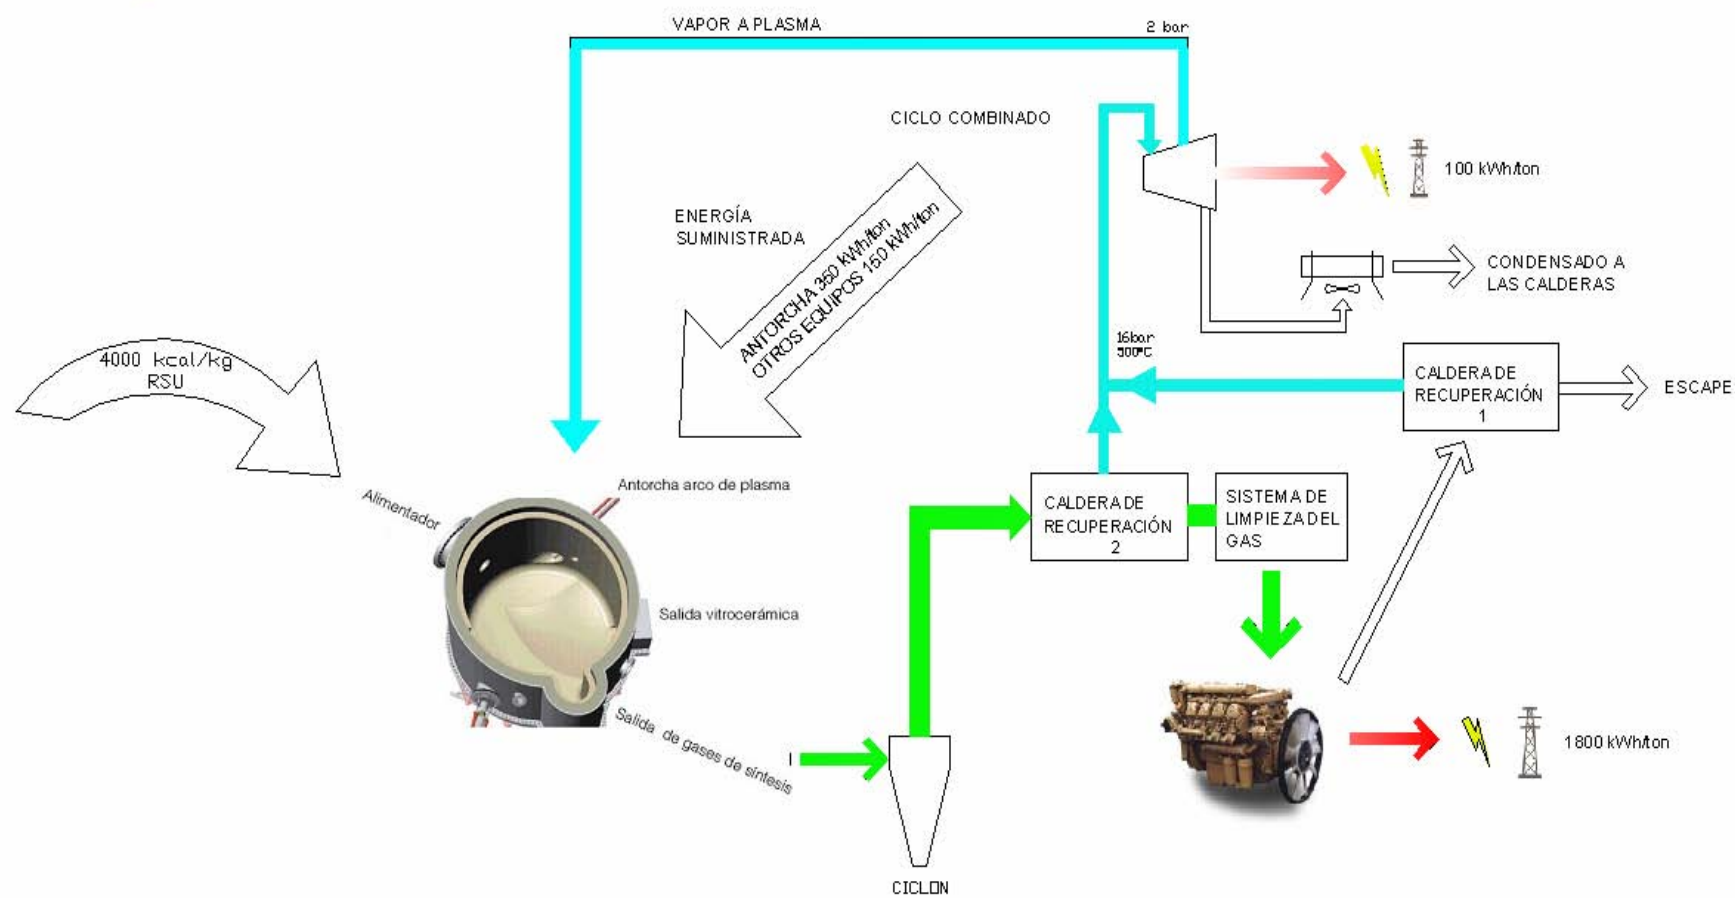 VAPOR A PLASMA
2 bar
CICLO COMBINADO
100 kWh/ton
ENERGÍA
SUMINISTRADA
ANTORCHA 350 kWh/ton
OTROS EQUIPOS 150 kWh/ton
CONDENSADO A
LAS CALDERAS
4000 kcal/kg
RSU
16bar
500ºC
CALDERA DE
RECUPERACIÓN
1
ESCAPE
Alimentador
Antorcha arco de plasma
CALDERA DE
RECUPERACIÓN
2
SISTEMA DE
LIMPIEZA DEL
GAS
Salida vitrocerámica
Salida de gases de síntesis
1800 kWh/ton
CICLON